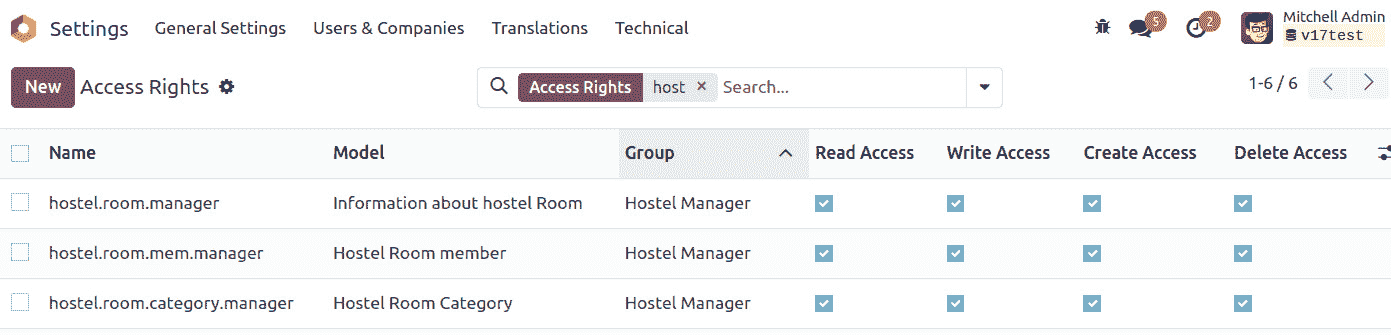 Settings General Settings Users & Companies Translations Technical 5 2 Mitchell Admin
v17test
New Access Rights Access Rights host × Search... 1-6 / 6
Name Model Group Read Access Write Access Create Access Delete Access
hostel.room.manager Information about hostel Room Hostel Manager
hostel.room.mem.manager Hostel Room member Hostel Manager
hostel.room.category.manager Hostel Room Category Hostel Manager